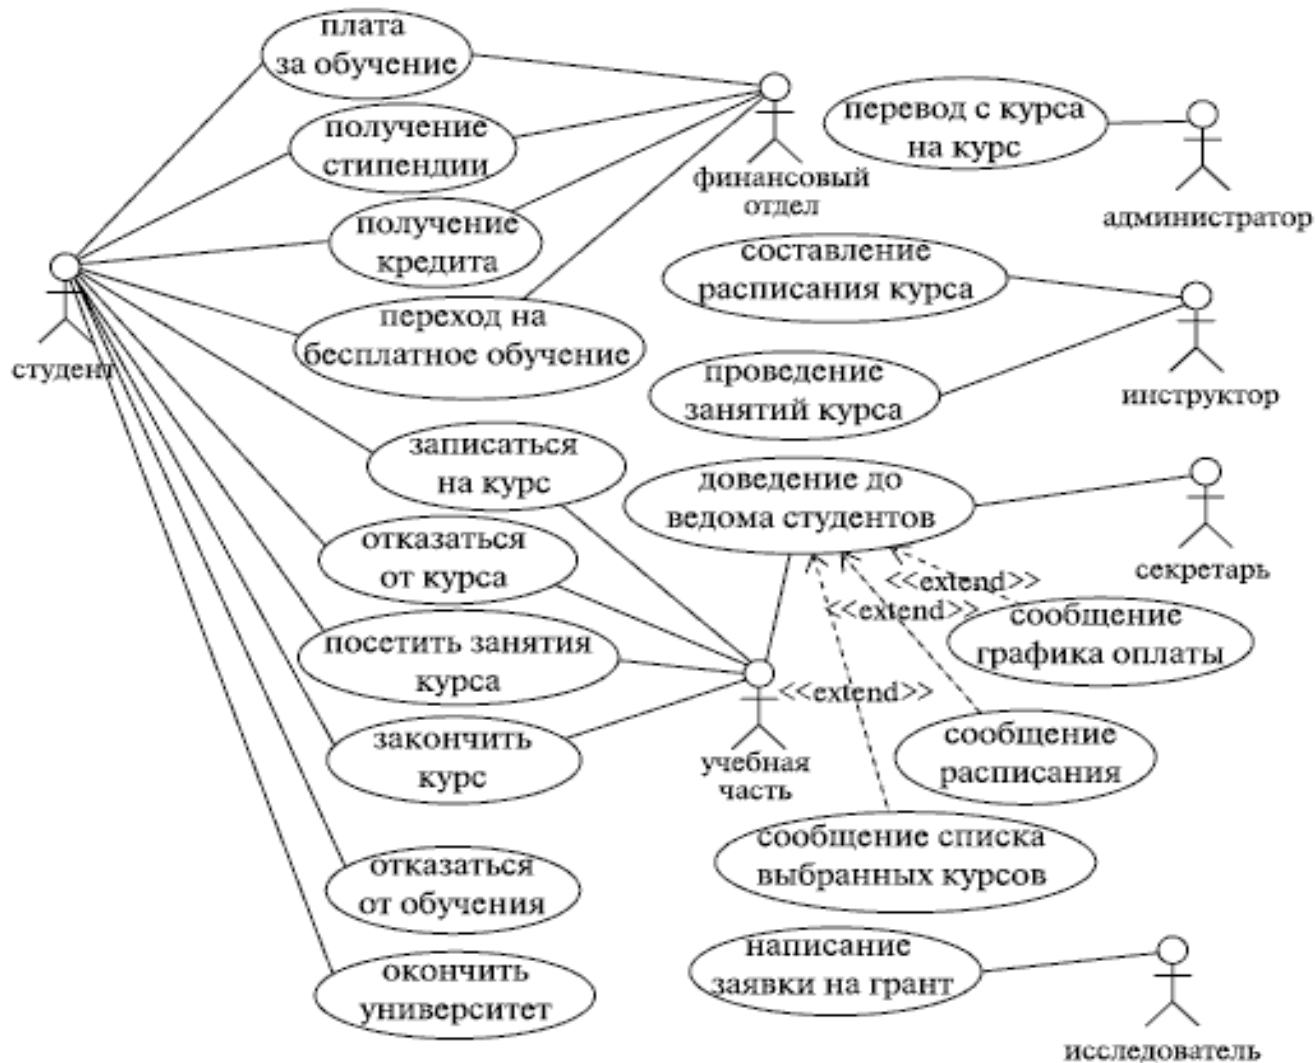 плата
за обучение
получение
стипендии
получение
кредита
переход на
бесплатное обучение
студент
финансовый
отдел
перевод с курса
на курс
администратор
составление
расписания курса
проведение
занятий курса
инструктор
записаться
на курс
отказаться
от курса
посетить занятия
курса
закончить
курс
доведение до
ведома студентов
секретарь
<<extend>>
<<extend>>
<<extend>>
сообщение
графика оплаты
учебная
часть
сообщение
расписания
сообщение списка
выбранных курсов
отказаться
от обучения
окончить
университет
написание
заявки на грант
исследователь